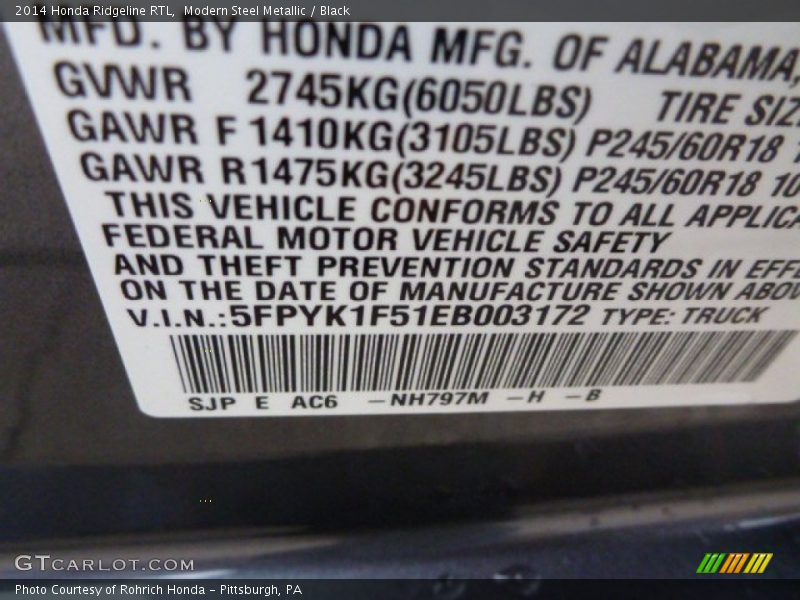 2014 Honda Ridgeline RTL,  Modern Steel Metallic / Black
MFD. BY HONDA MFG. OF ALABAMA,
GVWR 2745KG(6050LBS) TIRE SIZ
GAWR F 1410KG(3105LBS) P245/60R18
GAWR R 1475KG(3245LBS) P245/60R18 10
THIS VEHICLE CONFORMS TO ALL APPLICA
FEDERAL MOTOR VEHICLE SAFETY
AND THEFT PREVENTION STANDARDS IN EFFE
ON THE DATE OF MANUFACTURE SHOWN ABOV
V.I.N.:5FPYK1F51EB003172 TYPE: TRUCK
SJP E AC6 –NH797M –H –B
GTCARLOT.COM
Photo Courtesy of Rohrich Honda – Pittsburgh, PA